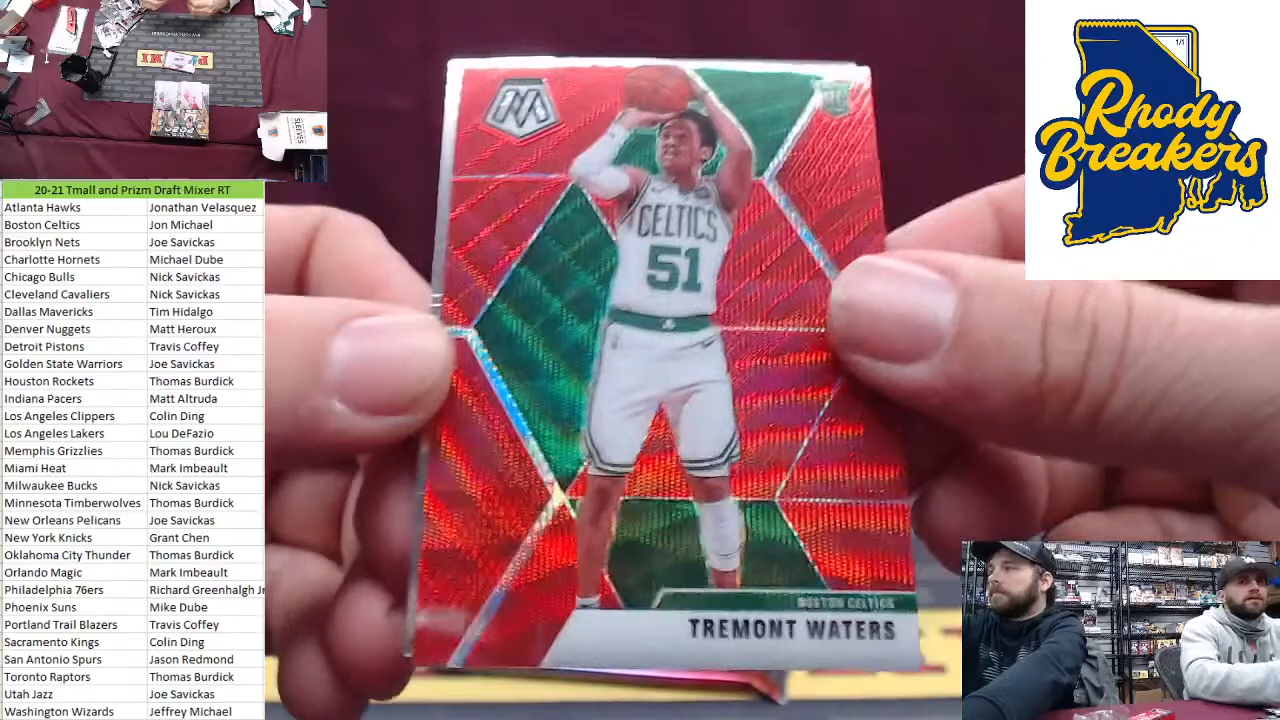 20-21 Tmall and Prizm Draft Mixer RT
Atlanta Hawks Jonathan Velasquez
Boston Celtics Jon Michael
Brooklyn Nets Joe Savickas
Charlotte Hornets Michael Dube
Chicago Bulls Nick Savickas
Cleveland Cavaliers Nick Savickas
Dallas Mavericks Tim Hidalgo
Denver Nuggets Matt Heroux
Detroit Pistons Travis Coffey
Golden State Warriors Joe Savickas
Houston Rockets Thomas Burdick
Indiana Pacers Matt Altruda
Los Angeles Clippers Colin Ding
Los Angeles Lakers Lou DeFazio
Memphis Grizzlies Thomas Burdick
Miami Heat Mark Imbeault
Milwaukee Bucks Nick Savickas
Minnesota Timberwolves Thomas Burdick
New Orleans Pelicans Joe Savickas
New York Knicks Grant Chen
Oklahoma City Thunder Thomas Burdick
Orlando Magic Mark Imbeault
Philadelphia 76ers Richard Greenhalgh Jr
Phoenix Suns Mike Dube
Portland Trail Blazers Travis Coffey
Sacramento Kings Colin Ding
San Antonio Spurs Jason Redmond
Toronto Raptors Thomas Burdick
Utah Jazz Joe Savickas
Washington Wizards Jeffrey Michael
M
RC
CELTICS
51
BOSTON CELTICS
TREMONT WATERS
1/1
Rhody
Breakers
SLEEVES